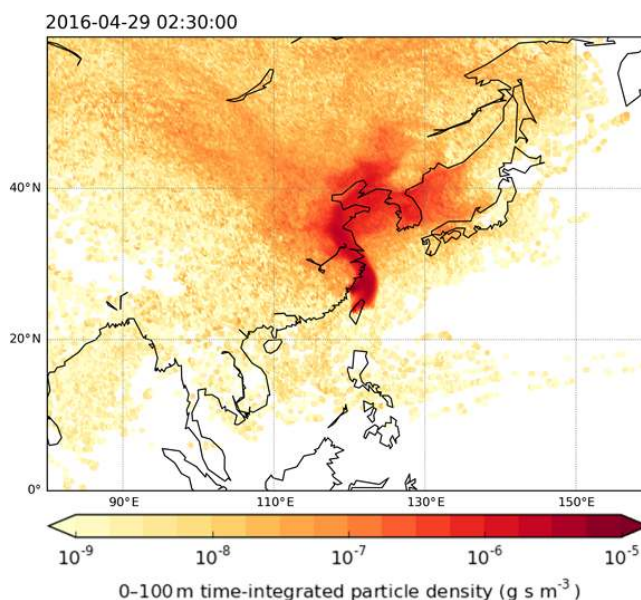 2016-04-29 02:30:00
40°N
20°N
0°
90°E 110°E 130°E 150°E
10⁻⁹ 10⁻⁸ 10⁻⁷ 10⁻⁶ 10⁻⁵
0–100 m time-integrated particle density (g s m⁻³)